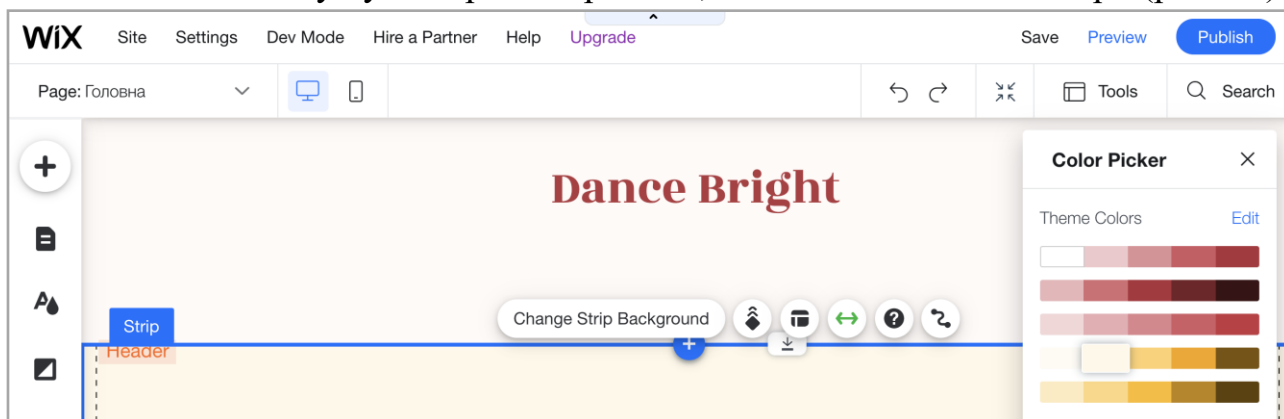 WiX Site Settings Dev Mode Hire a Partner Help Upgrade Save Preview Publish
Page: Головна Tools Search
Color Picker
Dance Bright
Theme Colors Edit
Change Strip Background
Strip
Header